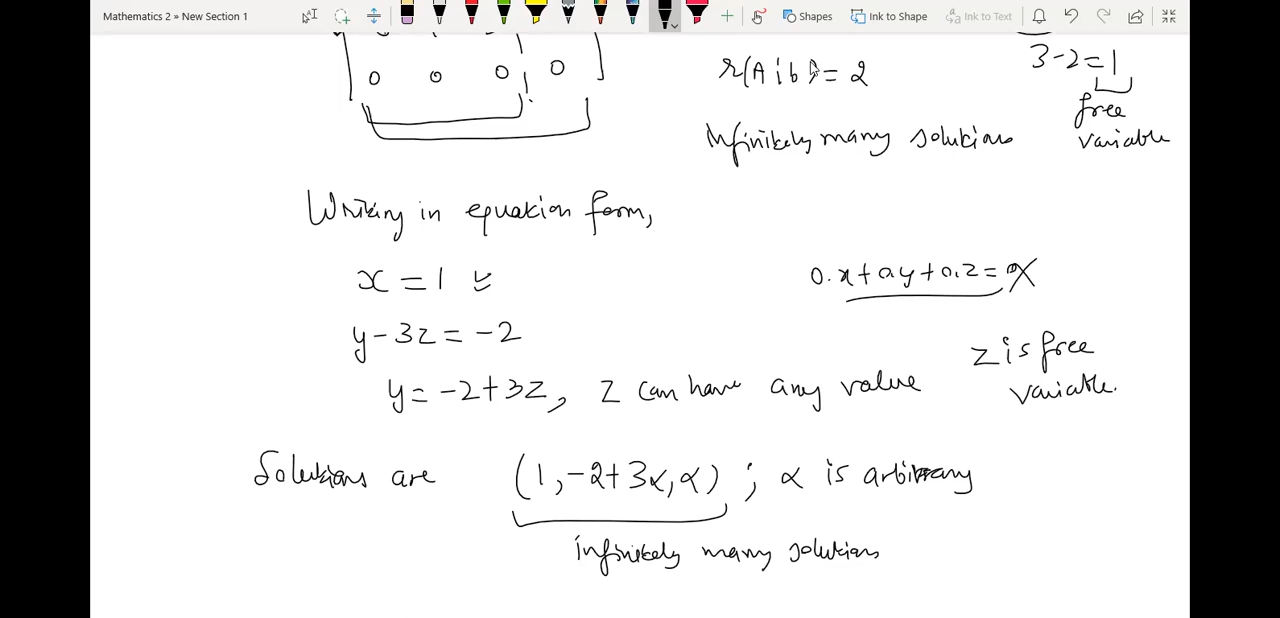 Mathematics 2 » New Section 1
Shapes Ink to Shape Ink to Text
0 0 0 0
r(A¦b) = 2
3-2=1
free
variable
Infinitely many solutions
Writing in equation form,
x = 1
0.x+0.y+0.z=
y-3z = -2
z is free
variable.
y = -2+3z, z can have any value
Solutions are (1,-2+3α,α) ; α is arbitrary
infinitely many solutions